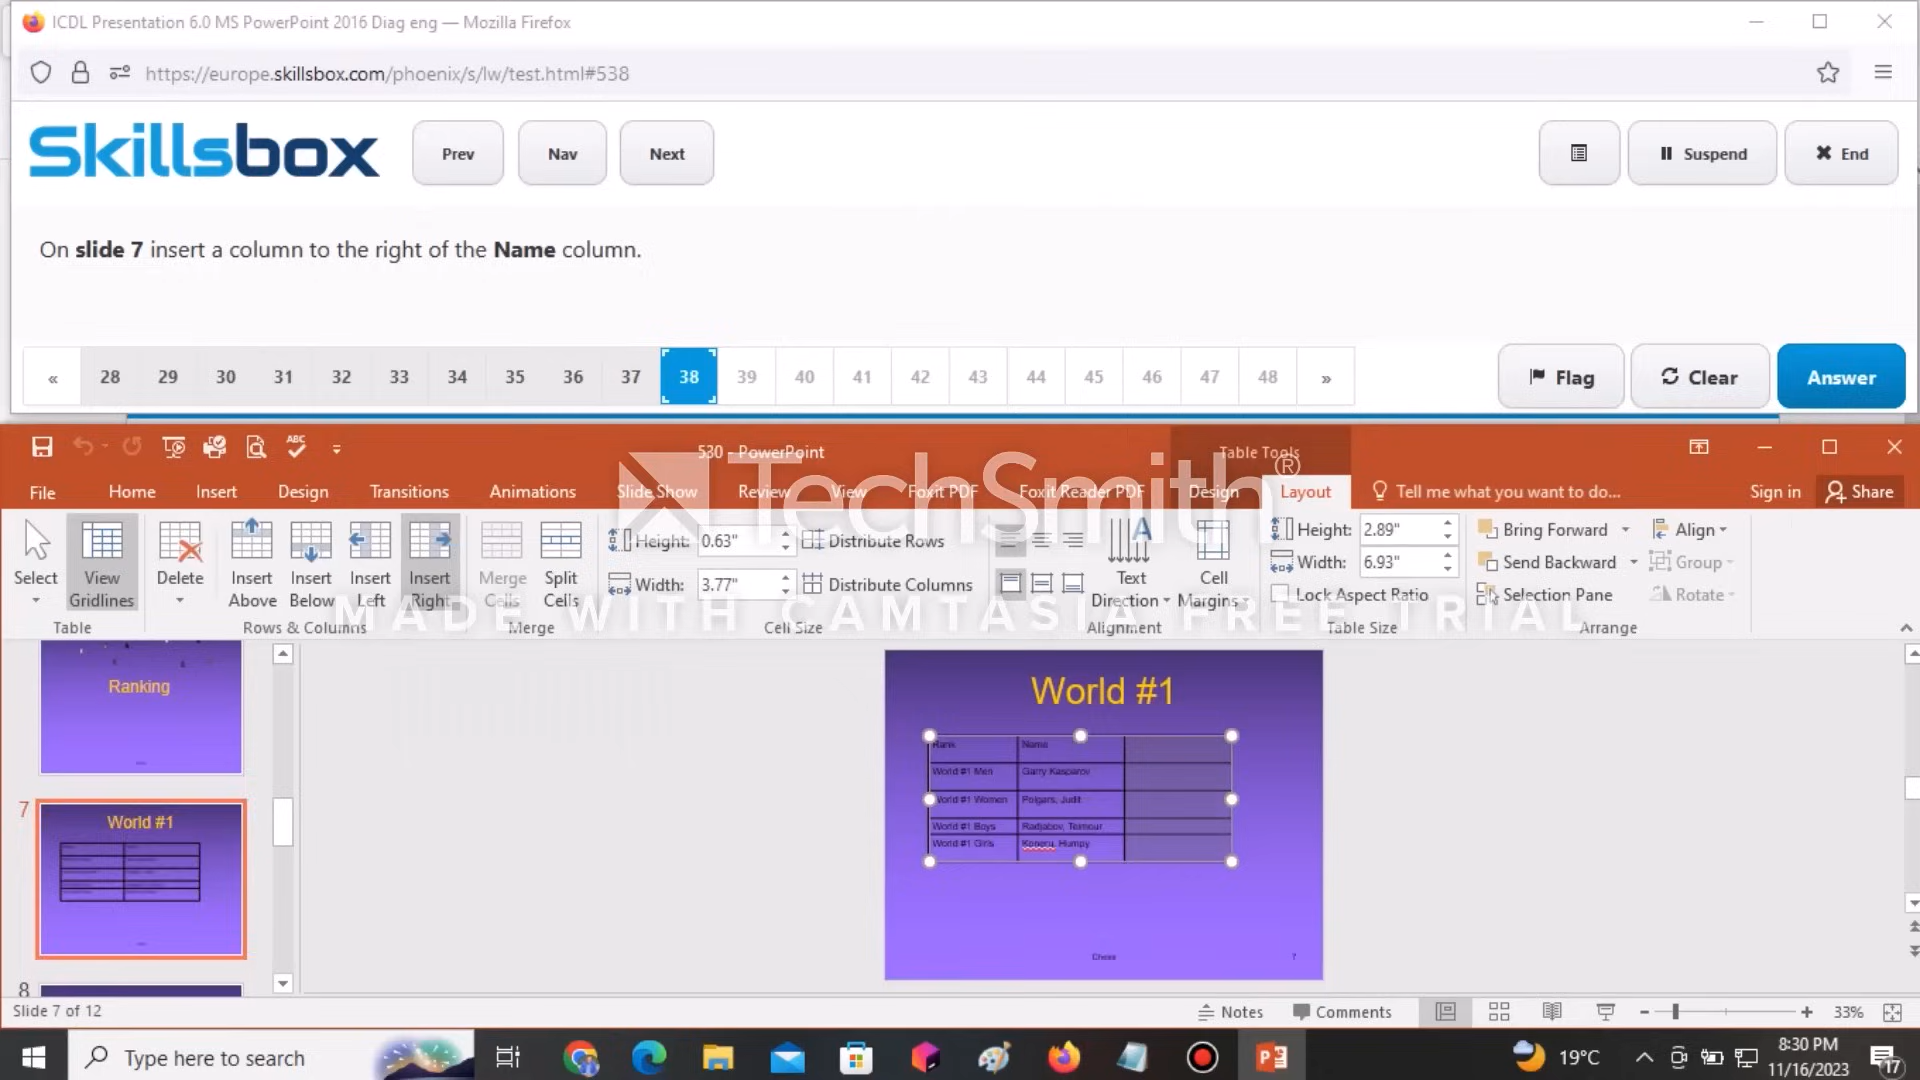 ICDL Presentation 6.0 MS PowerPoint 2016 Diag eng — Mozilla Firefox
https://europe.skillsbox.com/phoenix/s/lw/test.html#538
Skillsbox
Prev Nav Next Suspend End
On slide 7 insert a column to the right of the Name column.
« 28 29 30 31 32 33 34 35 36 37 38 39 40 41 42 43 44 45 46 47 48 » Flag Clear Answer
ABC
530 - PowerPoint Table Tools
File Home Insert Design Transitions Animations Slide Show Review View Foxit PDF Foxit Reader PDF Design Layout Tell me what you want to do... Sign in Share
TechSmith®
Height: 0.63" Distribute Rows Height: 2.89" Bring Forward Align
Select View Gridlines Delete Insert Above Insert Below Insert Left Insert Right Merge Cells Split Cells Text Direction Cell Margins Width: 6.93" Send Backward Group
Width: 3.77" Distribute Columns Lock Aspect Ratio Selection Pane Rotate
MADE WITH CAMTASIA FREE TRIAL
Table Rows & Columns Merge Cell Size Alignment Table Size Arrange
Ranking
7
World #1
8
World #1
Rank Name
World #1 Men Garry Kasparov
World #1 Women Polgars, Judit
World #1 Boys Radjabov, Teimour
World #1 Girls Koneru, Humpy
Chess 7
Slide 7 of 12 Notes Comments 33%
Type here to search 19°C 8:30 PM
11/16/2023 17